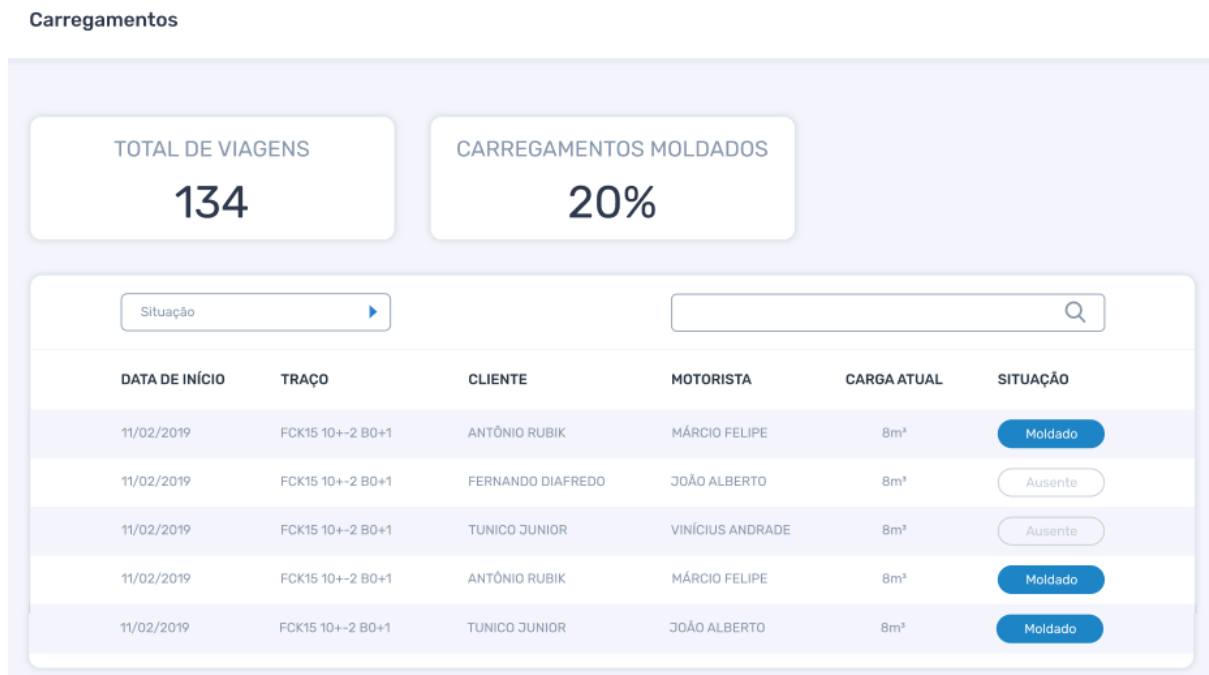 Carregamentos
TOTAL DE VIAGENS
134
CARREGAMENTOS MOLDADOS
20%
Situação
DATA DE INÍCIO TRAÇO CLIENTE MOTORISTA CARGA ATUAL SITUAÇÃO
11/02/2019 FCK15 10+-2 B0+1 ANTÔNIO RUBIK MÁRCIO FELIPE 8m³ Moldado
11/02/2019 FCK15 10+-2 B0+1 FERNANDO DIAFREDO JOÃO ALBERTO 8m³ Ausente
11/02/2019 FCK15 10+-2 B0+1 TUNICO JUNIOR VINÍCIUS ANDRADE 8m³ Ausente
11/02/2019 FCK15 10+-2 B0+1 ANTÔNIO RUBIK MÁRCIO FELIPE 8m³ Moldado
11/02/2019 FCK15 10+-2 B0+1 TUNICO JUNIOR JOÃO ALBERTO 8m³ Moldado